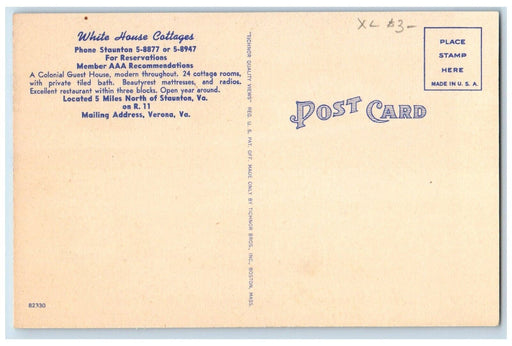 White House Cottages
Phone Staunton 5-8877 or 5-8947
For Reservations
Member AAA Recommendations
A Colonial Guest House, modern throughout. 24 cottage rooms,
with private tiled bath. Beautyrest mattresses, and radios.
Excellent restaurant within three blocks. Open year around.
Located 5 Miles North of Staunton, Va.
on R. 11
Mailing Address, Verona, Va.
82330
"TICHNOR QUALITY VIEWS" REG. U. S. PAT. OFF. MADE ONLY BY TICHNOR BROS., INC., BOSTON, MASS.
POST CARD
PLACE
STAMP
HERE
MADE IN U. S. A.